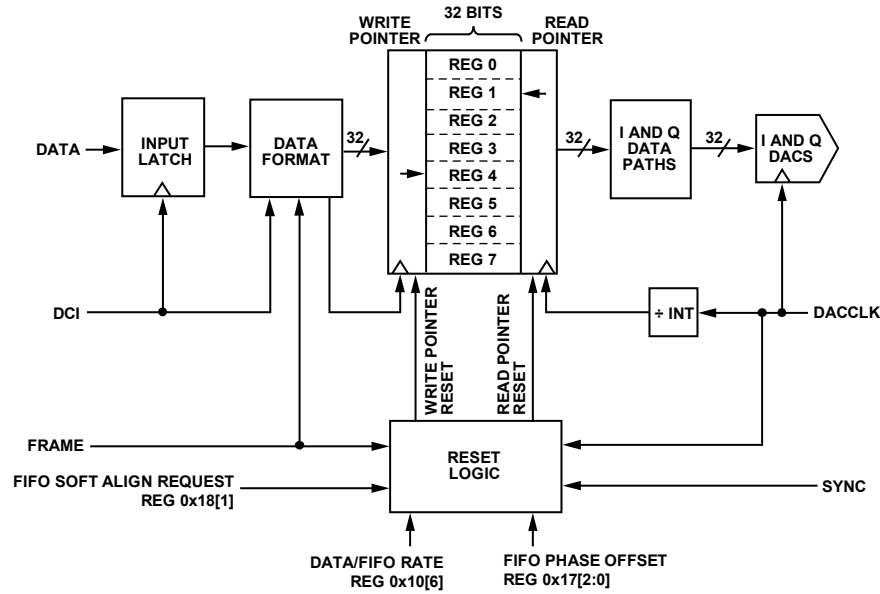 WRITE
POINTER
32 BITS
READ
POINTER
REG 0
REG 1
REG 2
REG 3
REG 4
REG 5
REG 6
REG 7
DATA
INPUT
LATCH
DATA
FORMAT
32
32
I AND Q
DATA
PATHS
32
I AND Q
DACS
DCI
÷ INT
DACCLK
WRITE POINTER
RESET
READ POINTER
RESET
FRAME
RESET
LOGIC
FIFO SOFT ALIGN REQUEST
REG 0x18[1]
SYNC
DATA/FIFO RATE
REG 0x10[6]
FIFO PHASE OFFSET
REG 0x17[2:0]